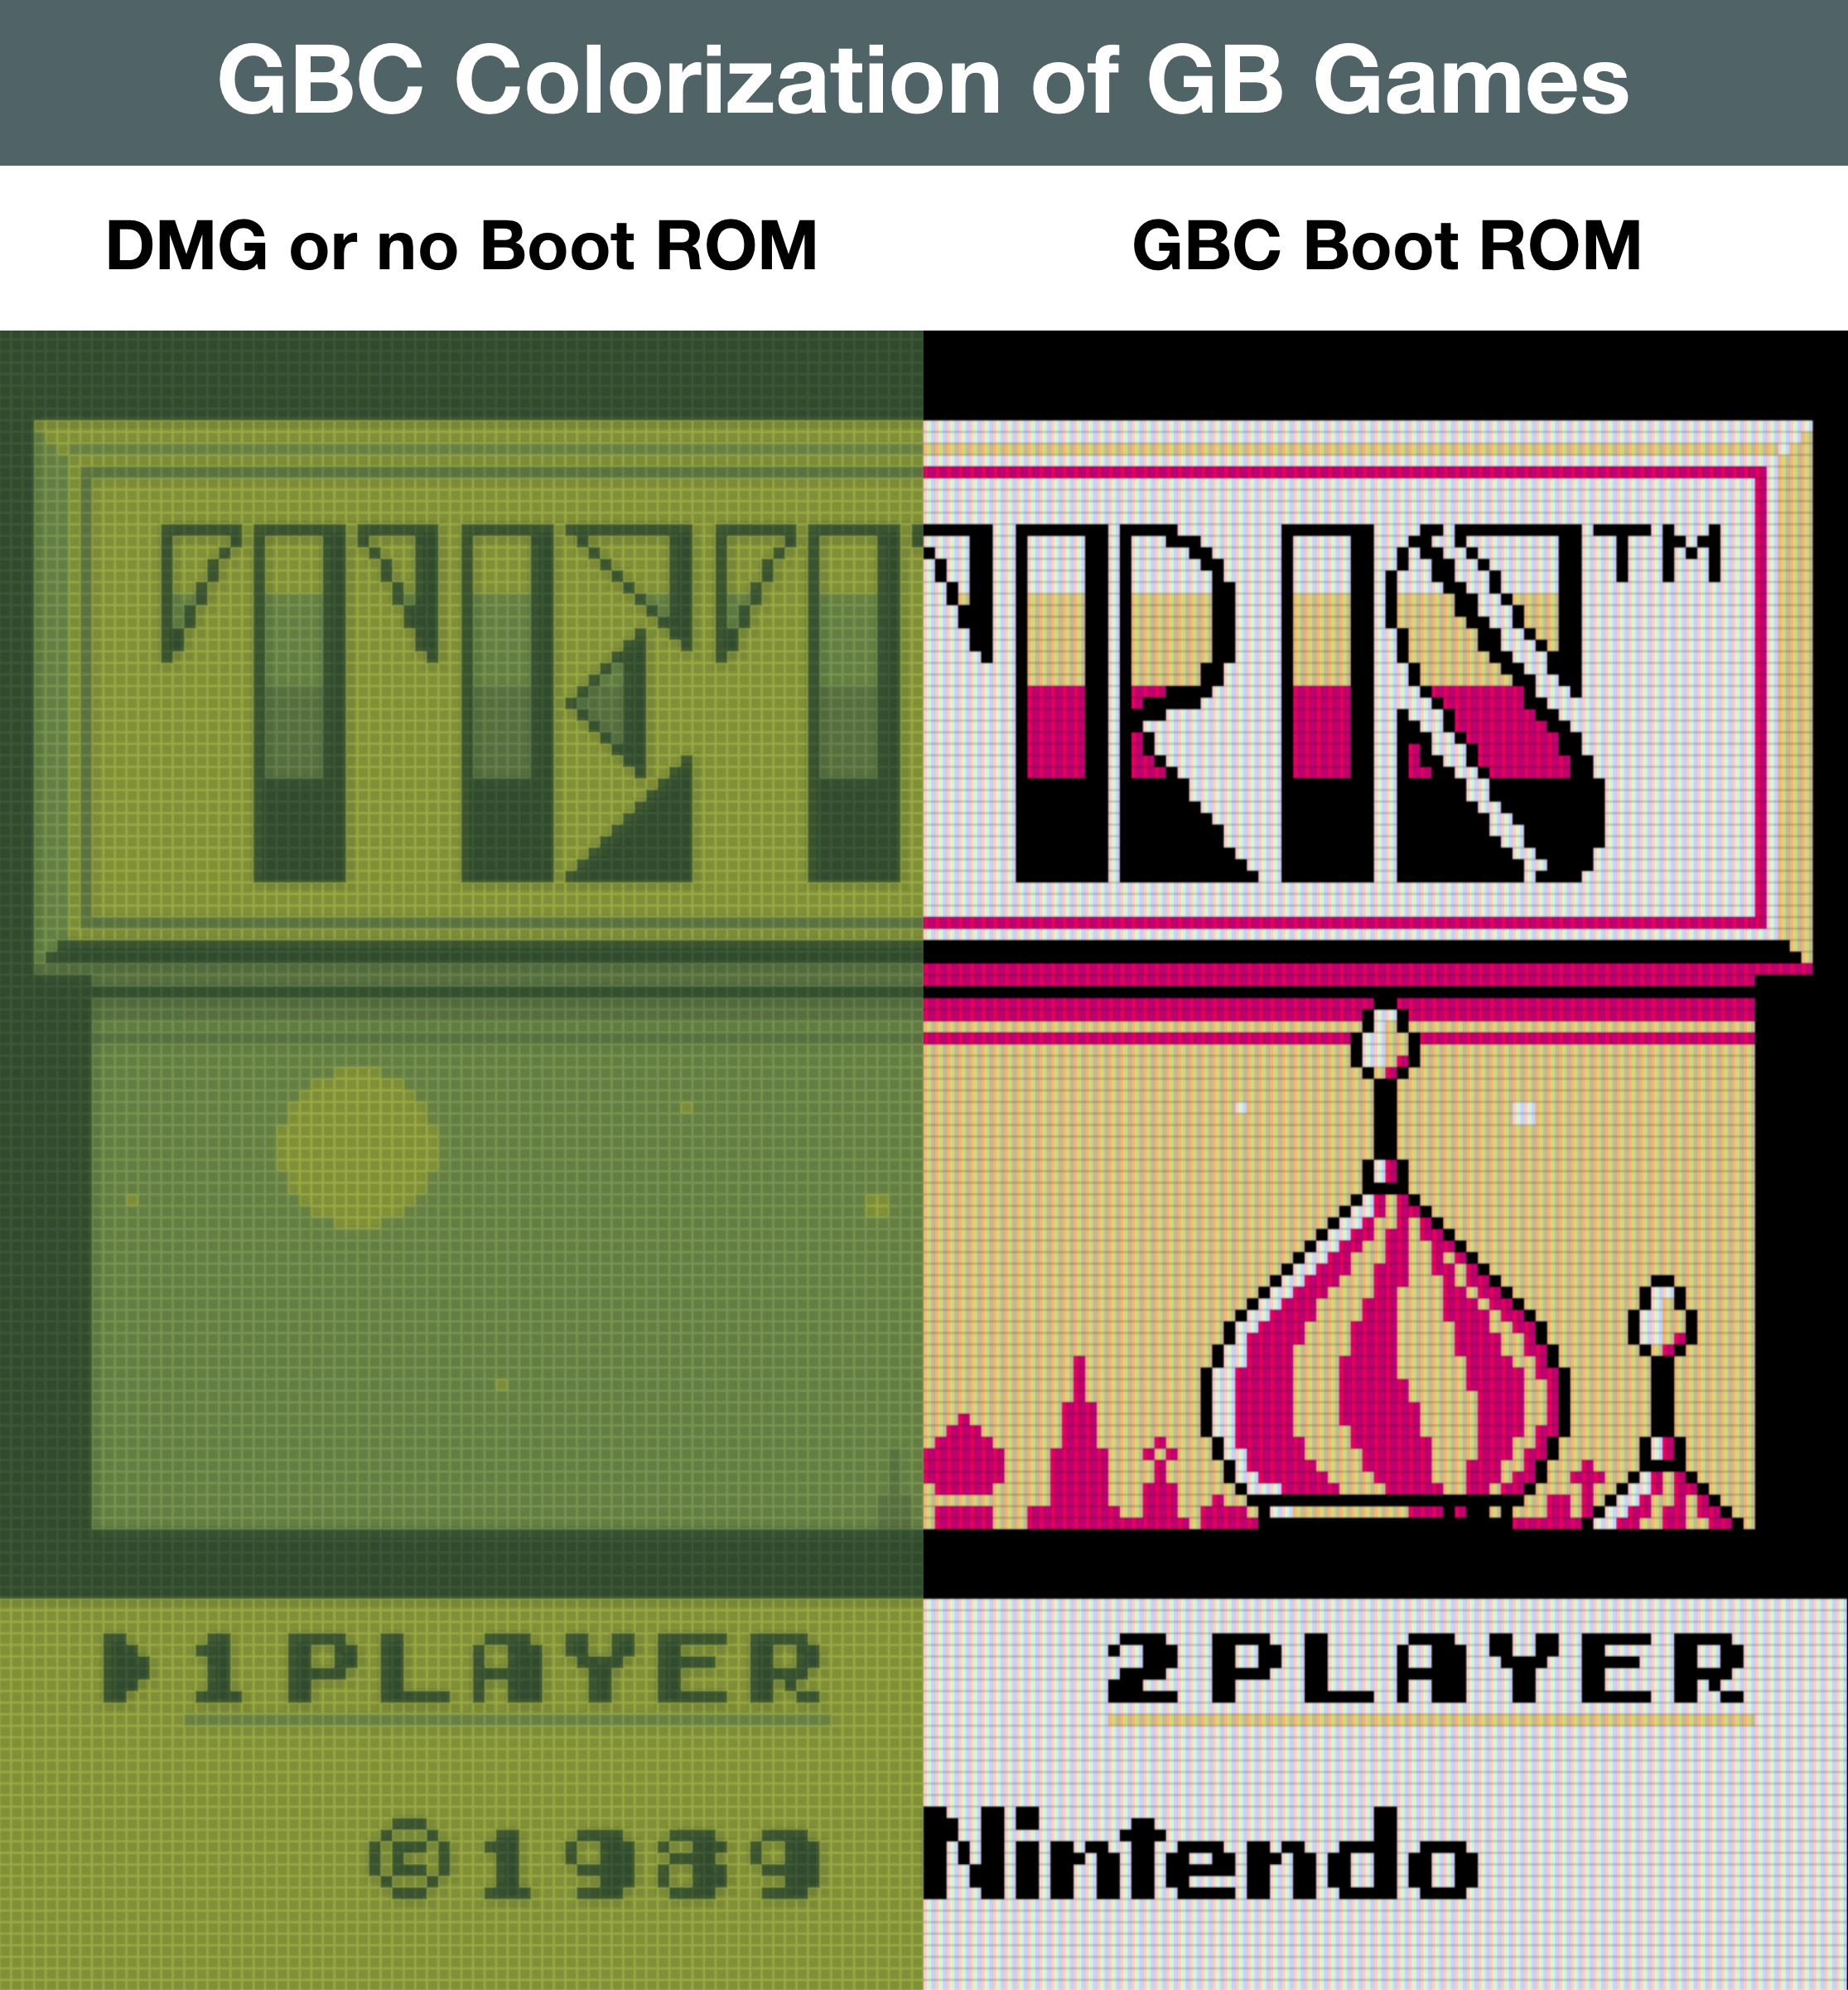 GBC Colorization of GB Games
DMG or no Boot ROM
GBC Boot ROM
TETRIS™
1PLAYER 2PLAYER
©1989 Nintendo